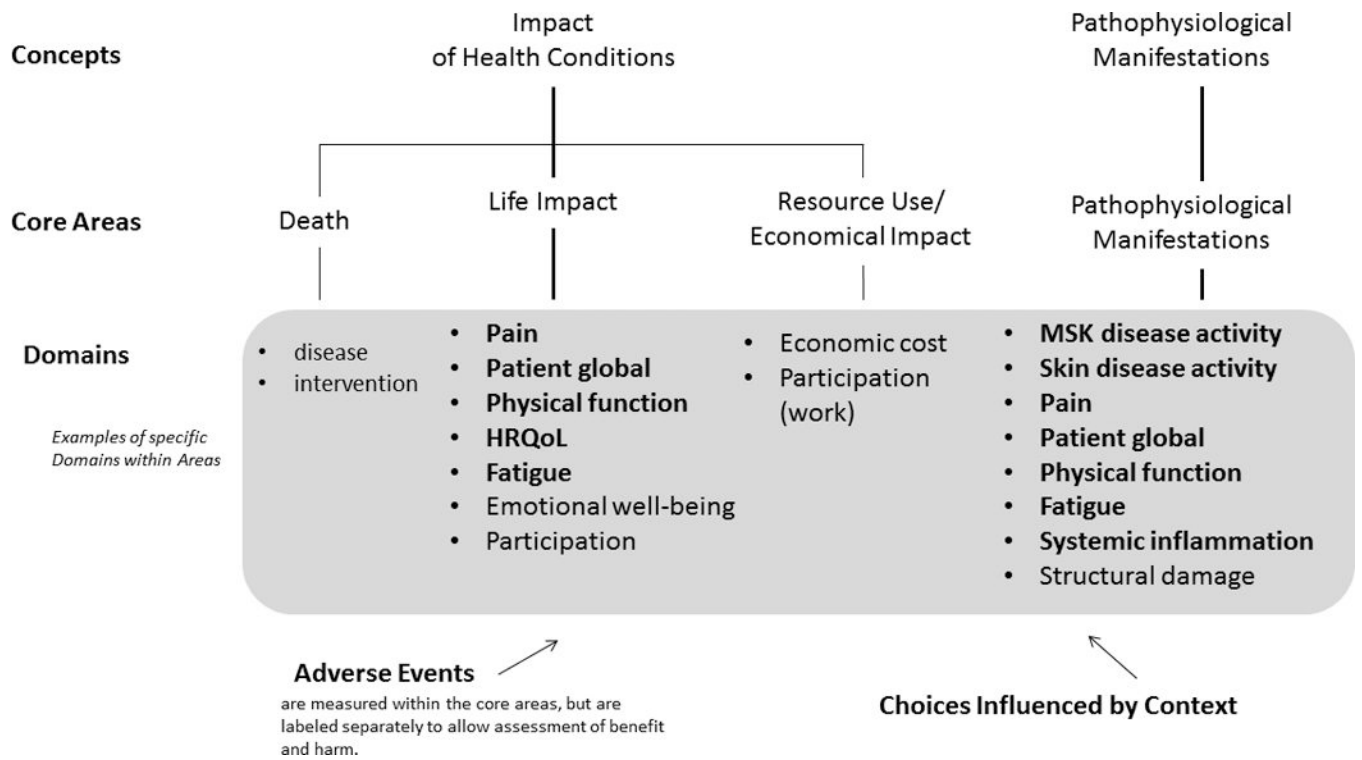 Concepts
Impact
of Health Conditions
Pathophysiological
Manifestations
Core Areas
Death
Life Impact
Resource Use/
Economical Impact
Pathophysiological
Manifestations
Domains
Examples of specific
Domains within Areas
• disease
• intervention
• Pain
• Patient global
• Physical function
• HRQoL
• Fatigue
• Emotional well-being
• Participation
• Economic cost
• Participation
(work)
• MSK disease activity
• Skin disease activity
• Pain
• Patient global
• Physical function
• Fatigue
• Systemic inflammation
• Structural damage
Adverse Events
are measured within the core areas, but are
labeled separately to allow assessment of benefit
and harm.
Choices Influenced by Context